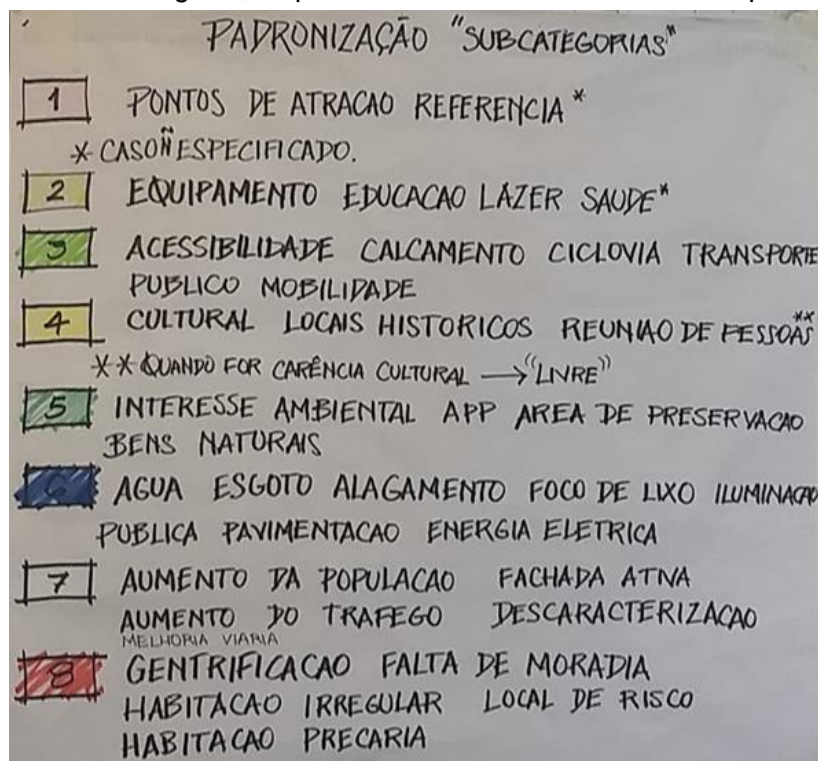 PADRONIZAÇÃO "SUBCATEGORIAS"
1 PONTOS DE ATRACAO REFERENCIA*
* CASO Ñ ESPECIFICADO.
2 EQUIPAMENTO EDUCACAO LAZER SAUDE*
3 ACESSIBILIDADE CALCAMENTO CICLOVIA TRANSPORTE
PUBLICO MOBILIDADE
4 CULTURAL LOCAIS HISTORICOS REUNIAO DE PESSOAS**
** QUANDO FOR CARÊNCIA CULTURAL → "LIVRE"
5 INTERESSE AMBIENTAL APP AREA DE PRESERVACAO
BENS NATURAIS
6 AGUA ESGOTO ALAGAMENTO FOCO DE LIXO ILUMINACAO
PUBLICA PAVIMENTACAO ENERGIA ELETRICA
7 AUMENTO DA POPULACAO FACHADA ATIVA
AUMENTO DO TRAFEGO DESCARACTERIZACAO
MELHORIA VIARIA
8 GENTRIFICACAO FALTA DE MORADIA
HABITACAO IRREGULAR LOCAL DE RISCO
HABITACAO PRECARIA